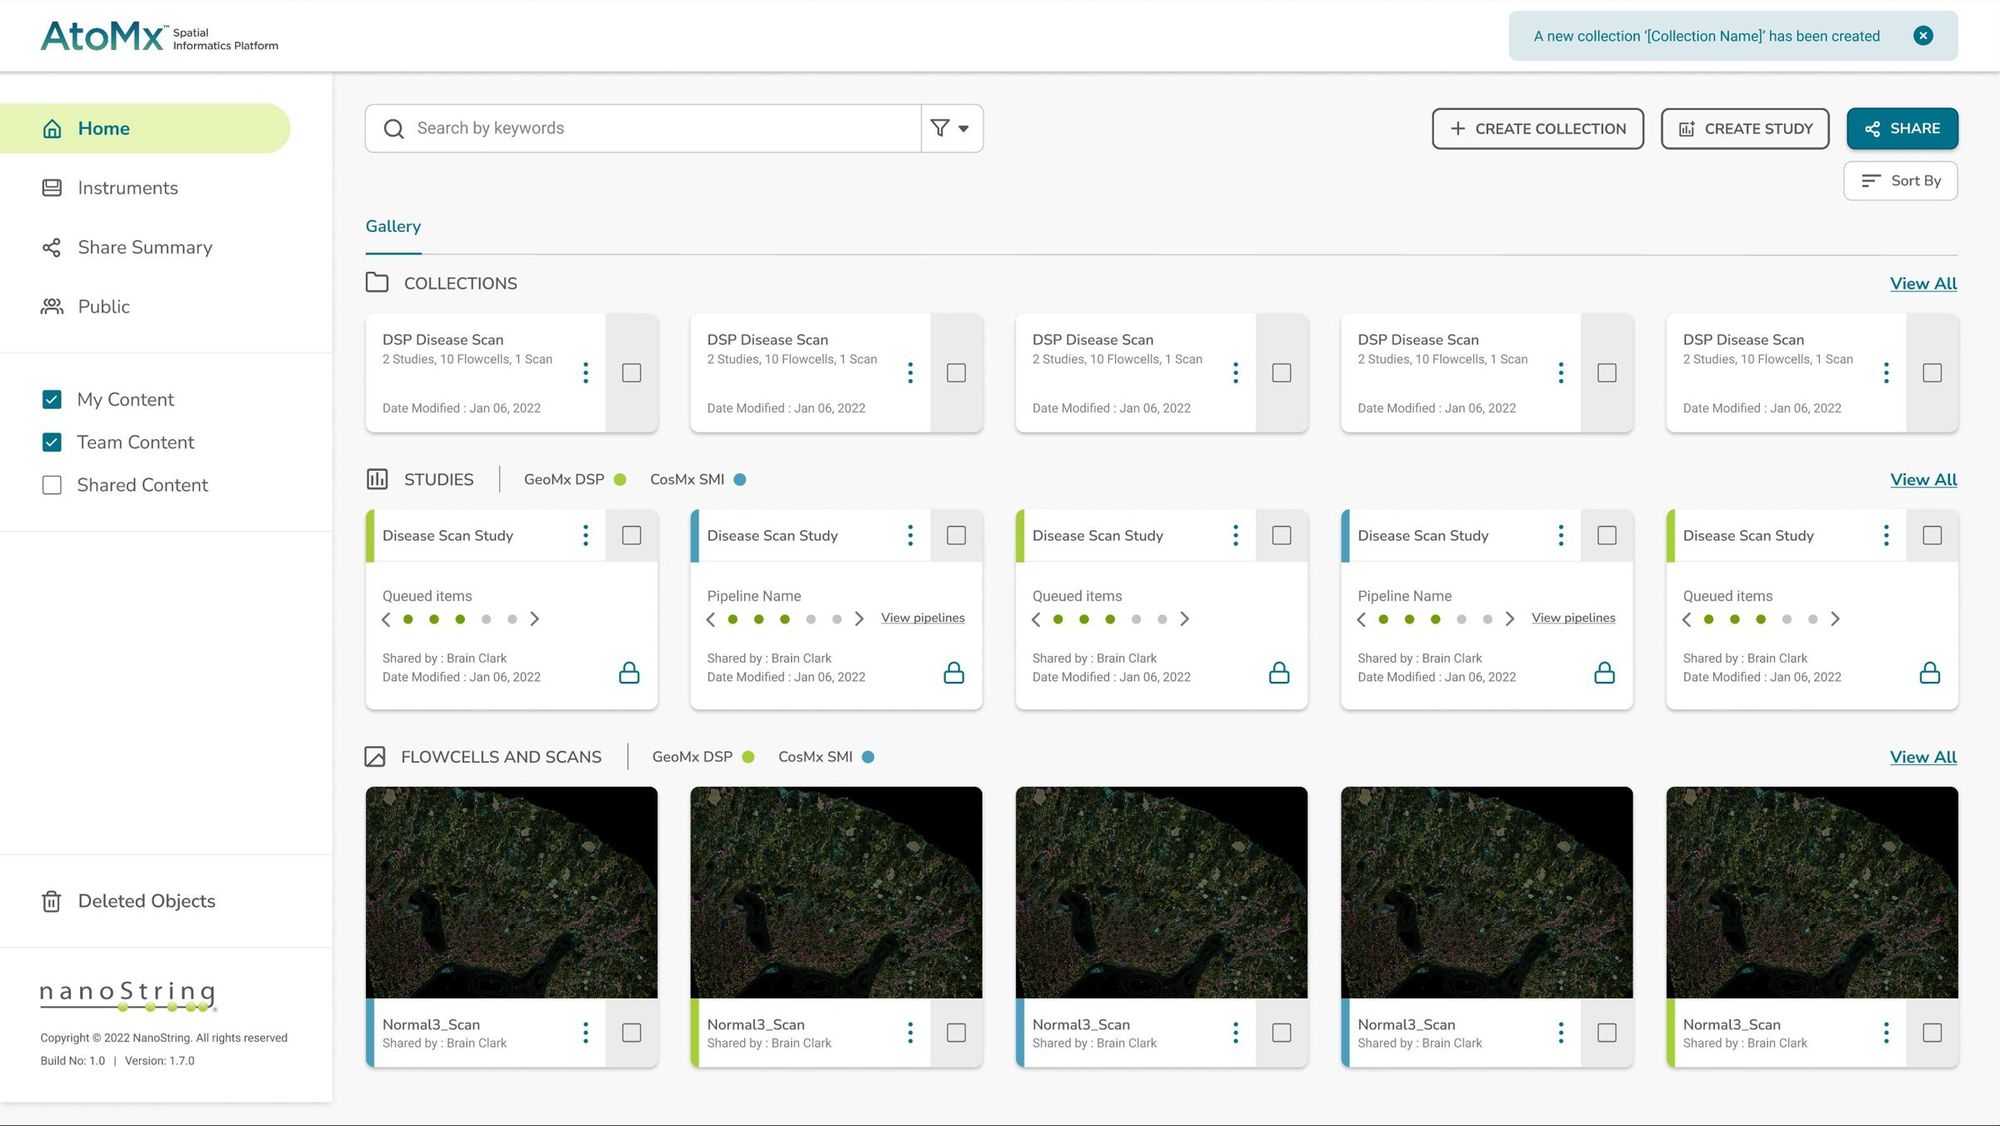 AtoMx™ Spatial
Informatics Platform
A new collection ‘[Collection Name]’ has been created
Home
Instruments
Share Summary
Public
My Content
Team Content
Shared Content
Deleted Objects
nanoString
Copyright © 2022 NanoString. All rights reserved
Build No: 1.0 | Version: 1.7.0
Search by keywords
CREATE COLLECTION
CREATE STUDY
SHARE
Sort By
Gallery
COLLECTIONS
View All
DSP Disease Scan
2 Studies, 10 Flowcells, 1 Scan
Date Modified : Jan 06, 2022
DSP Disease Scan
2 Studies, 10 Flowcells, 1 Scan
Date Modified : Jan 06, 2022
DSP Disease Scan
2 Studies, 10 Flowcells, 1 Scan
Date Modified : Jan 06, 2022
DSP Disease Scan
2 Studies, 10 Flowcells, 1 Scan
Date Modified : Jan 06, 2022
DSP Disease Scan
2 Studies, 10 Flowcells, 1 Scan
Date Modified : Jan 06, 2022
STUDIES | GeoMx DSP CosMx SMI
View All
Disease Scan Study
Queued items
Shared by : Brain Clark
Date Modified : Jan 06, 2022
Disease Scan Study
Pipeline Name
View pipelines
Shared by : Brain Clark
Date Modified : Jan 06, 2022
Disease Scan Study
Queued items
Shared by : Brain Clark
Date Modified : Jan 06, 2022
Disease Scan Study
Pipeline Name
View pipelines
Shared by : Brain Clark
Date Modified : Jan 06, 2022
Disease Scan Study
Queued items
Shared by : Brain Clark
Date Modified : Jan 06, 2022
FLOWCELLS AND SCANS | GeoMx DSP CosMx SMI
View All
Normal3_Scan
Shared by : Brain Clark
Normal3_Scan
Shared by : Brain Clark
Normal3_Scan
Shared by : Brain Clark
Normal3_Scan
Shared by : Brain Clark
Normal3_Scan
Shared by : Brain Clark